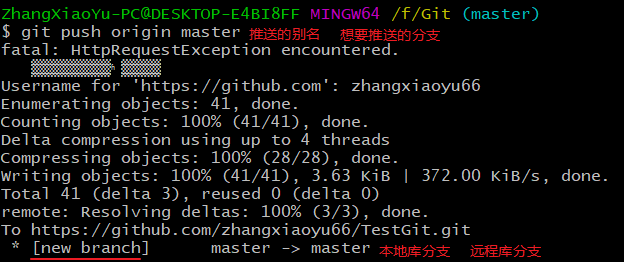 ZhangXiaoYu-PC@DESKTOP-E4BI8FF MINGW64 /f/Git (master)
$ git push origin master 推送的别名 想要推送的分支
fatal: HttpRequestException encountered.
Username for 'https://github.com': zhangxiaoyu66
Enumerating objects: 41, done.
Counting objects: 100% (41/41), done.
Delta compression using up to 4 threads
Compressing objects: 100% (28/28), done.
Writing objects: 100% (41/41), 3.63 KiB | 372.00 KiB/s, done.
Total 41 (delta 3), reused 0 (delta 0)
remote: Resolving deltas: 100% (3/3), done.
To https://github.com/zhangxiaoyu66/TestGit.git
* [new branch] master -> master 本地库分支 远程库分支